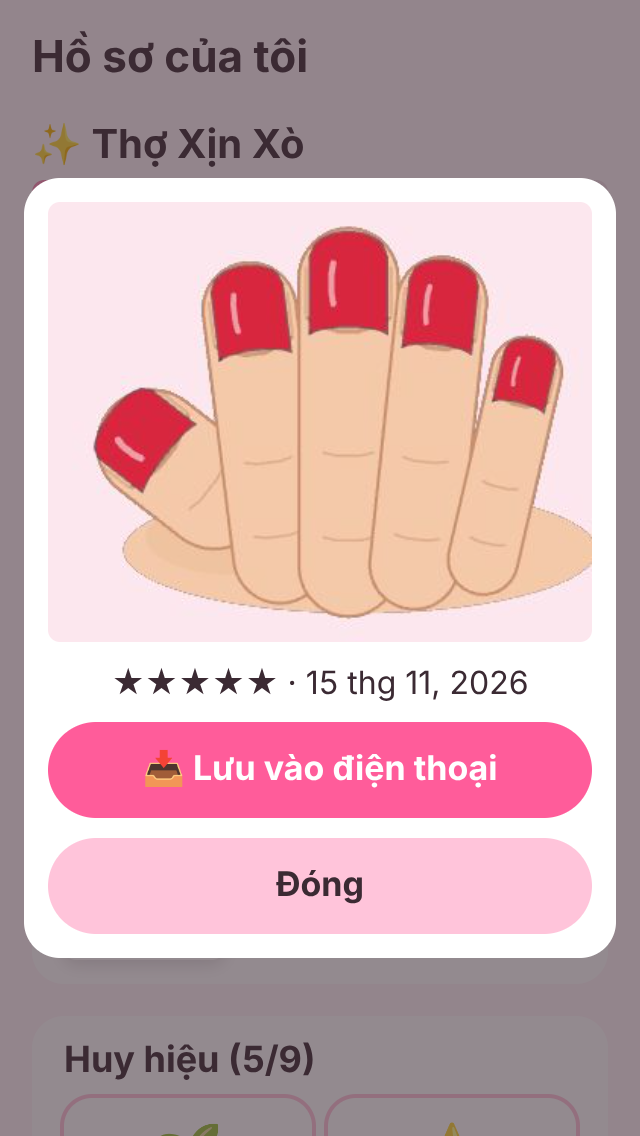 Hồ sơ của tôi
✨ Thợ Xịn Xò
★★★★★ · 15 thg 11, 2026
📥 Lưu vào điện thoại
Đóng
Huy hiệu (5/9)